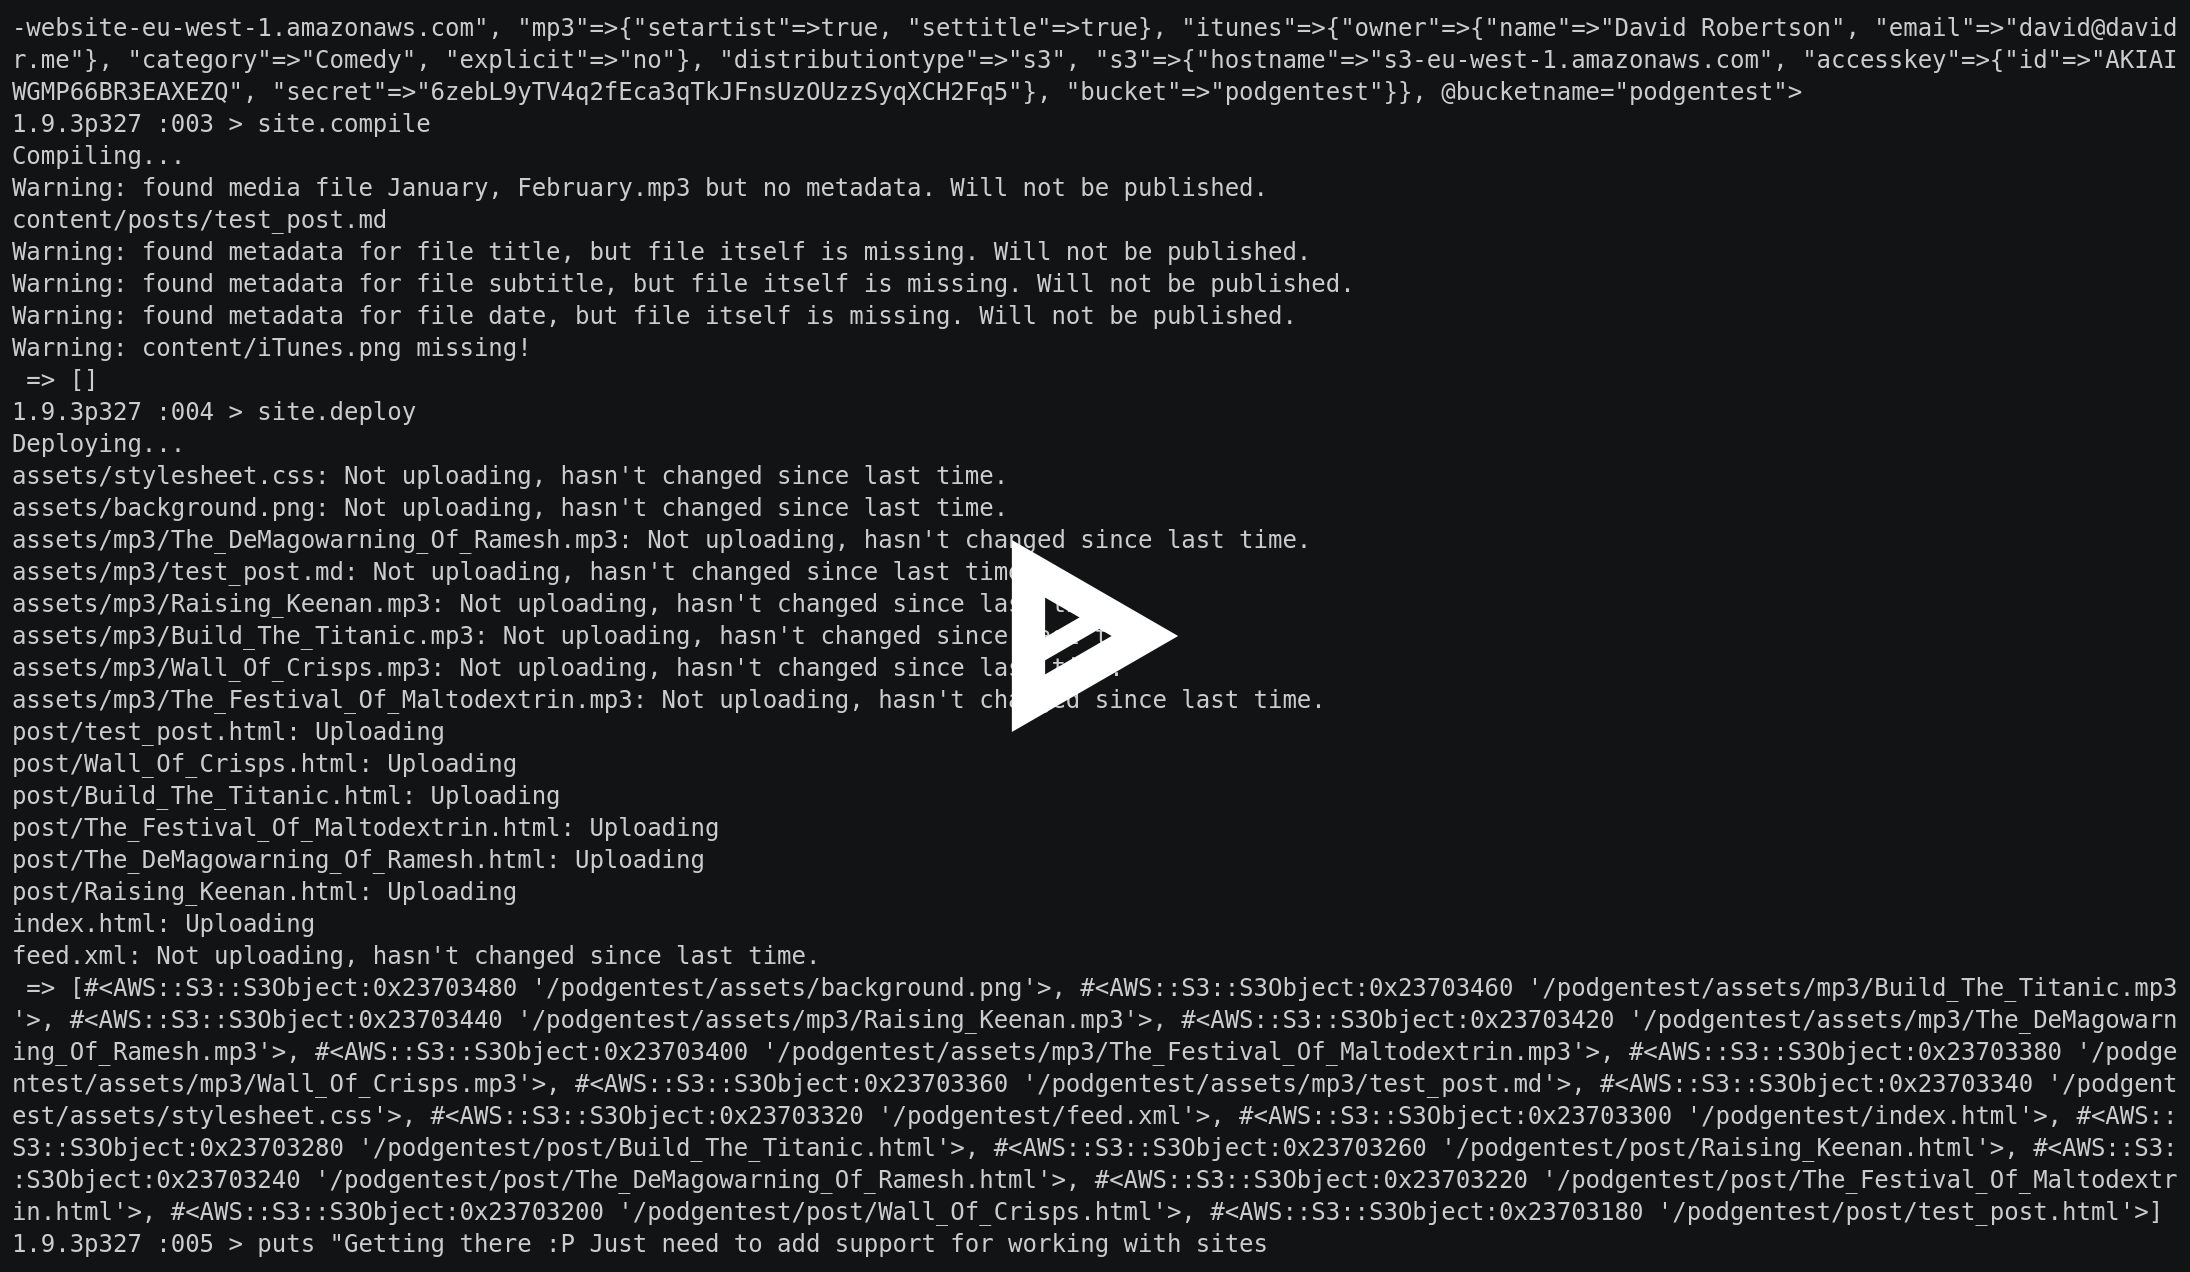 -website-eu-west-1.amazonaws.com", "mp3"=>{"setartist"=>true, "settitle"=>true}, "itunes"=>{"owner"=>{"name"=>"David Robertson", "email"=>"david@david
r.me"}, "category"=>"Comedy", "explicit"=>"no"}, "distributiontype"=>"s3", "s3"=>{"hostname"=>"s3-eu-west-1.amazonaws.com", "accesskey"=>{"id"=>"AKIAI
WGMP66BR3EAXEZQ", "secret"=>"6zebL9yTV4q2fEca3qTkJFnsUzOUzzSyqXCH2Fq5"}, "bucket"=>"podgentest"}}, @bucketname="podgentest">
1.9.3p327 :003 > site.compile
Compiling...
Warning: found media file January, February.mp3 but no metadata. Will not be published.
content/posts/test_post.md
Warning: found metadata for file title, but file itself is missing. Will not be published.
Warning: found metadata for file subtitle, but file itself is missing. Will not be published.
Warning: found metadata for file date, but file itself is missing. Will not be published.
Warning: content/iTunes.png missing!
=> []
1.9.3p327 :004 > site.deploy
Deploying...
assets/stylesheet.css: Not uploading, hasn't changed since last time.
assets/background.png: Not uploading, hasn't changed since last time.
assets/mp3/The_DeMagowarning_Of_Ramesh.mp3: Not uploading, hasn't changed since last time.
assets/mp3/test_post.md: Not uploading, hasn't changed since last
assets/mp3/Raising_Keenan.mp3: Not uploading, hasn't changed since
assets/mp3/Build_The_Titanic.mp3: Not uploading, hasn't changed since
assets/mp3/Wall_Of_Crisps.mp3: Not uploading, hasn't changed since
assets/mp3/The_Festival_Of_Maltodextrin.mp3: Not uploading, hasn't changed since last time.
post/test_post.html: Uploading
post/Wall_Of_Crisps.html: Uploading
post/Build_The_Titanic.html: Uploading
post/The_Festival_Of_Maltodextrin.html: Uploading
post/The_DeMagowarning_Of_Ramesh.html: Uploading
post/Raising_Keenan.html: Uploading
index.html: Uploading
feed.xml: Not uploading, hasn't changed since last time.
=> [#<AWS::S3::S3Object:0x23703480 '/podgentest/assets/background.png'>, #<AWS::S3::S3Object:0x23703460 '/podgentest/assets/mp3/Build_The_Titanic.mp3
'>, #<AWS::S3::S3Object:0x23703440 '/podgentest/assets/mp3/Raising_Keenan.mp3'>, #<AWS::S3::S3Object:0x23703420 '/podgentest/assets/mp3/The_DeMagowarn
ing_Of_Ramesh.mp3'>, #<AWS::S3::S3Object:0x23703400 '/podgentest/assets/mp3/The_Festival_Of_Maltodextrin.mp3'>, #<AWS::S3::S3Object:0x23703380 '/podge
ntest/assets/mp3/Wall_Of_Crisps.mp3'>, #<AWS::S3::S3Object:0x23703360 '/podgentest/assets/mp3/test_post.md'>, #<AWS::S3::S3Object:0x23703340 '/podgent
est/assets/stylesheet.css'>, #<AWS::S3::S3Object:0x23703320 '/podgentest/feed.xml'>, #<AWS::S3::S3Object:0x23703300 '/podgentest/index.html'>, #<AWS::
S3::S3Object:0x23703280 '/podgentest/post/Build_The_Titanic.html'>, #<AWS::S3::S3Object:0x23703260 '/podgentest/post/Raising_Keenan.html'>, #<AWS::S3:
:S3Object:0x23703240 '/podgentest/post/The_DeMagowarning_Of_Ramesh.html'>, #<AWS::S3::S3Object:0x23703220 '/podgentest/post/The_Festival_Of_Maltodextr
in.html'>, #<AWS::S3::S3Object:0x23703200 '/podgentest/post/Wall_Of_Crisps.html'>, #<AWS::S3::S3Object:0x23703180 '/podgentest/post/test_post.html'>]
1.9.3p327 :005 > puts "Getting there :P Just need to add support for working with sites